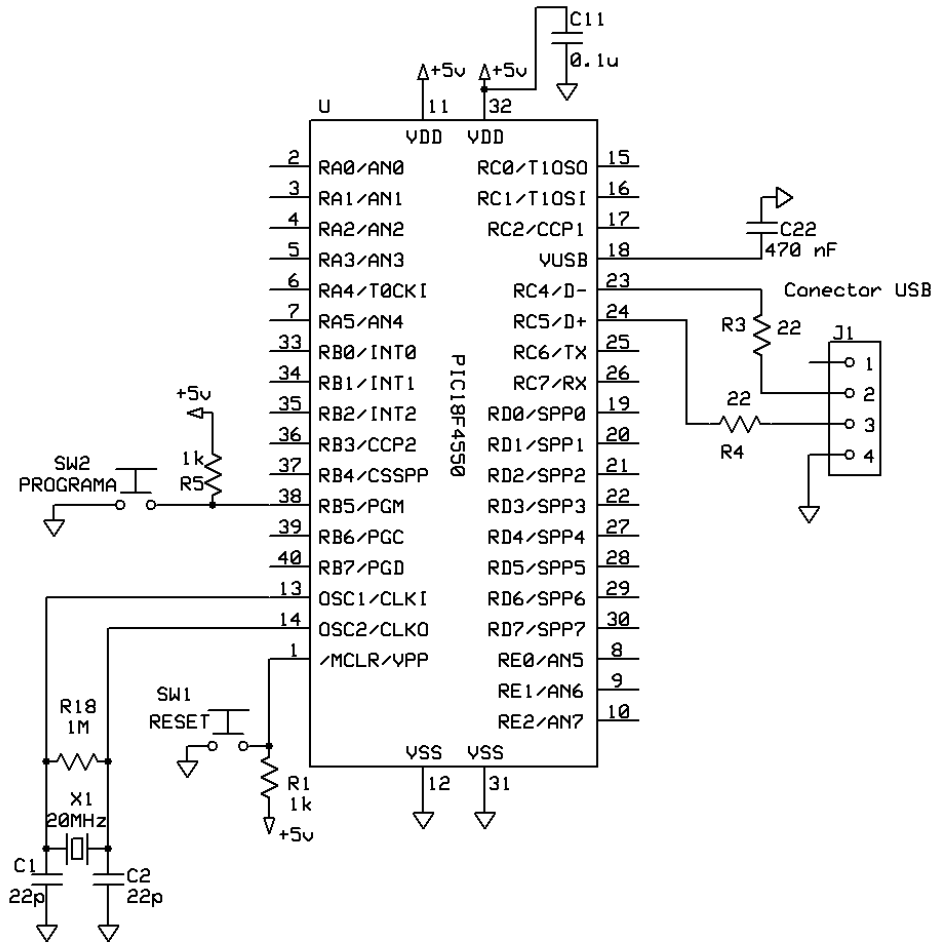 C11
0.1u
+5v
+5v
U
11
32
VDD
VDD
2
RA0/AN0
3
RA1/AN1
4
RA2/AN2
5
RA3/AN3
6
RA4/T0CKI
7
RA5/AN4
33
RB0/INT0
34
RB1/INT1
35
RB2/INT2
36
RB3/CCP2
37
RB4/CSSPP
38
RB5/PGM
39
RB6/PGC
40
RB7/PGD
13
OSC1/CLKI
14
OSC2/CLKO
1
/MCLR/VPP
PIC18F4550
RC0/T1OSO
15
RC1/T1OSI
16
RC2/CCP1
17
VUSB
18
RC4/D-
23
RC5/D+
24
RC6/TX
25
RC7/RX
26
RD0/SPP0
19
RD1/SPP1
20
RD2/SPP2
21
RD3/SPP3
22
RD4/SPP4
27
RD5/SPP5
28
RD6/SPP6
29
RD7/SPP7
30
RE0/AN5
8
RE1/AN6
9
RE2/AN7
10
VSS
VSS
12
31
C22
470 nF
Conector USB
R3
22
J1
1
2
3
4
22
R4
+5v
1k
R5
SW2
PROGRAMA
SW1
RESET
R1
1k
+5v
R18
1M
X1
20MHz
C1
22p
C2
22p